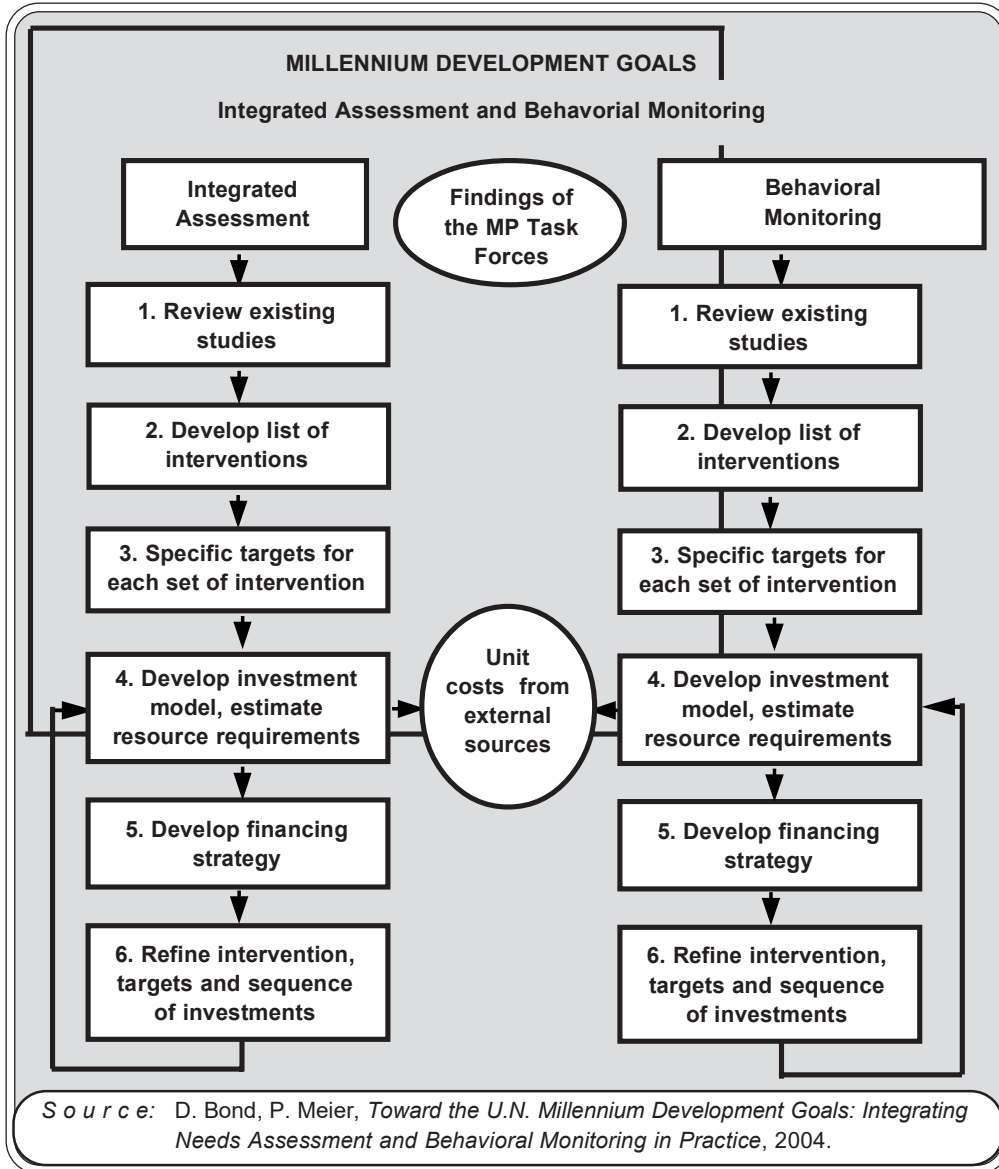 MILLENNIUM DEVELOPMENT GOALS
Integrated Assessment and Behavorial Monitoring
Integrated
Assessment
1. Review existing
studies
2. Develop list of
interventions
3. Specific targets for
each set of intervention
4. Develop investment
model, estimate
resource requirements
5. Develop financing
strategy
6. Refine intervention,
targets and sequence
of investments
Findings of
the MP Task
Forces
Unit
costs from
external
sources
Behavioral
Monitoring
1. Review existing
studies
2. Develop list of
interventions
3. Specific targets for
each set of intervention
4. Develop investment
model, estimate
resource requirements
5. Develop financing
strategy
6. Refine intervention,
targets and sequence
of investments
Source: D. Bond, P. Meier, Toward the U.N. Millennium Development Goals: Integrating
Needs Assessment and Behavioral Monitoring in Practice, 2004.